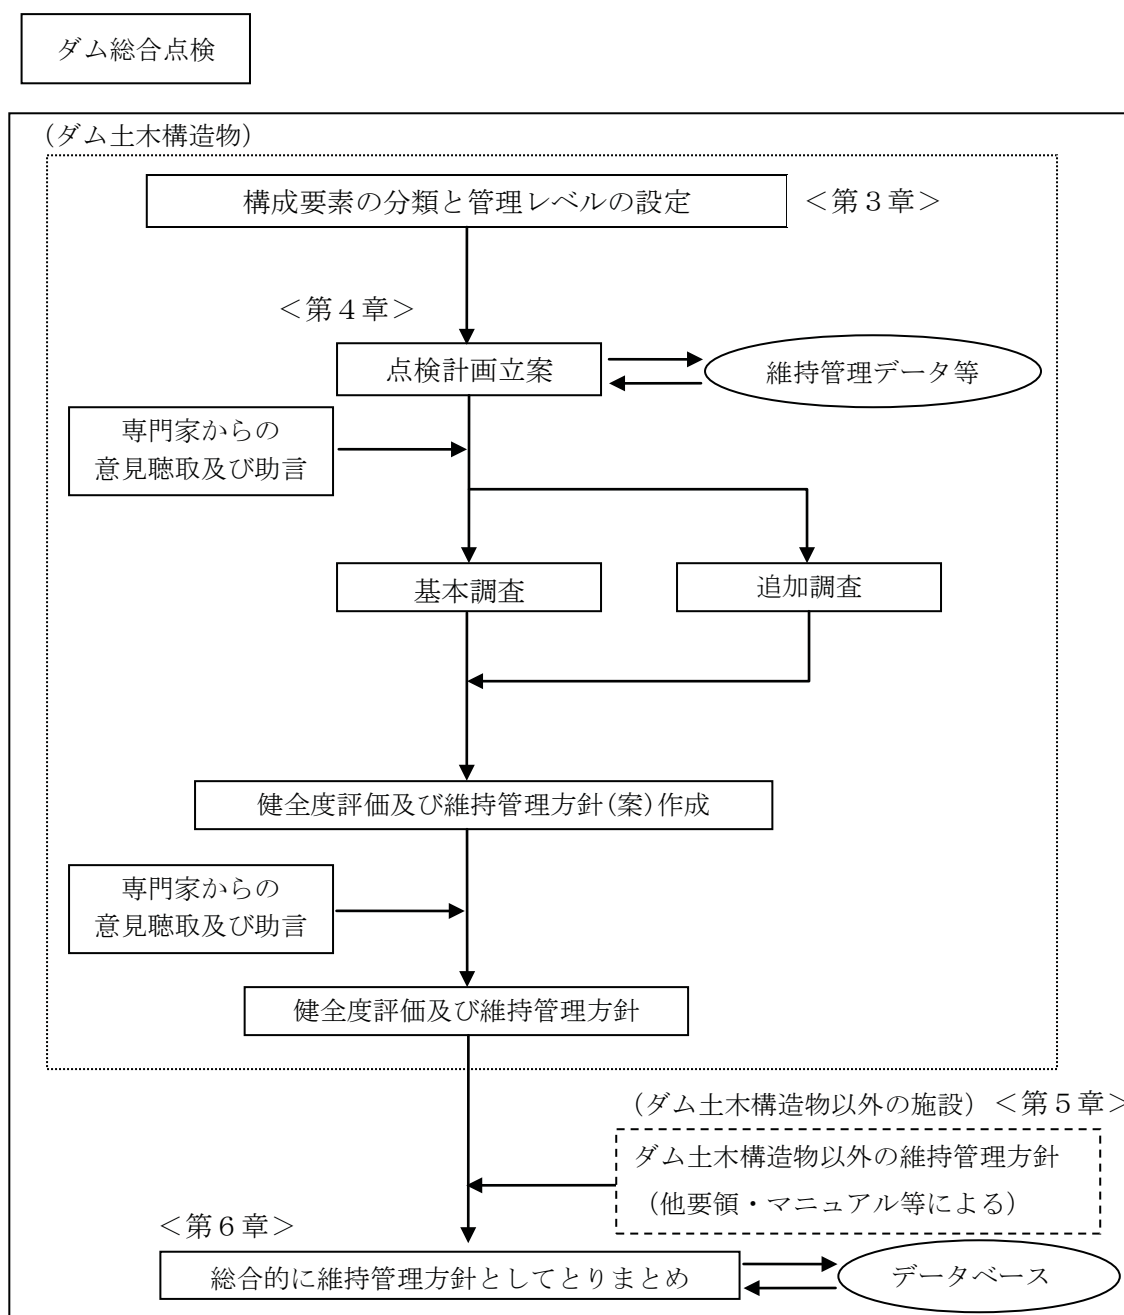 ダム総合点検
(ダム土木構造物)
構成要素の分類と管理レベルの設定
＜第３章＞
＜第４章＞
点検計画立案
維持管理データ等
専門家からの
意見聴取及び助言
基本調査
追加調査
健全度評価及び維持管理方針(案)作成
専門家からの
意見聴取及び助言
健全度評価及び維持管理方針
(ダム土木構造物以外の施設)
＜第５章＞
ダム土木構造物以外の維持管理方針
(他要領・マニュアル等による)
＜第６章＞
総合的に維持管理方針としてとりまとめ
データベース